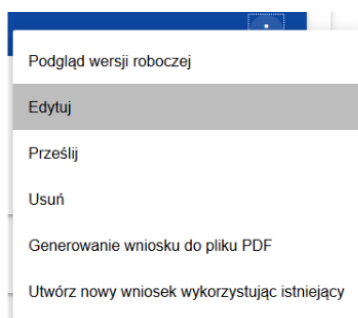 Podgląd wersji roboczej
Edytuj
Prześlij
Usuń
Generowanie wniosku do pliku PDF
Utwórz nowy wniosek wykorzystując istniejący